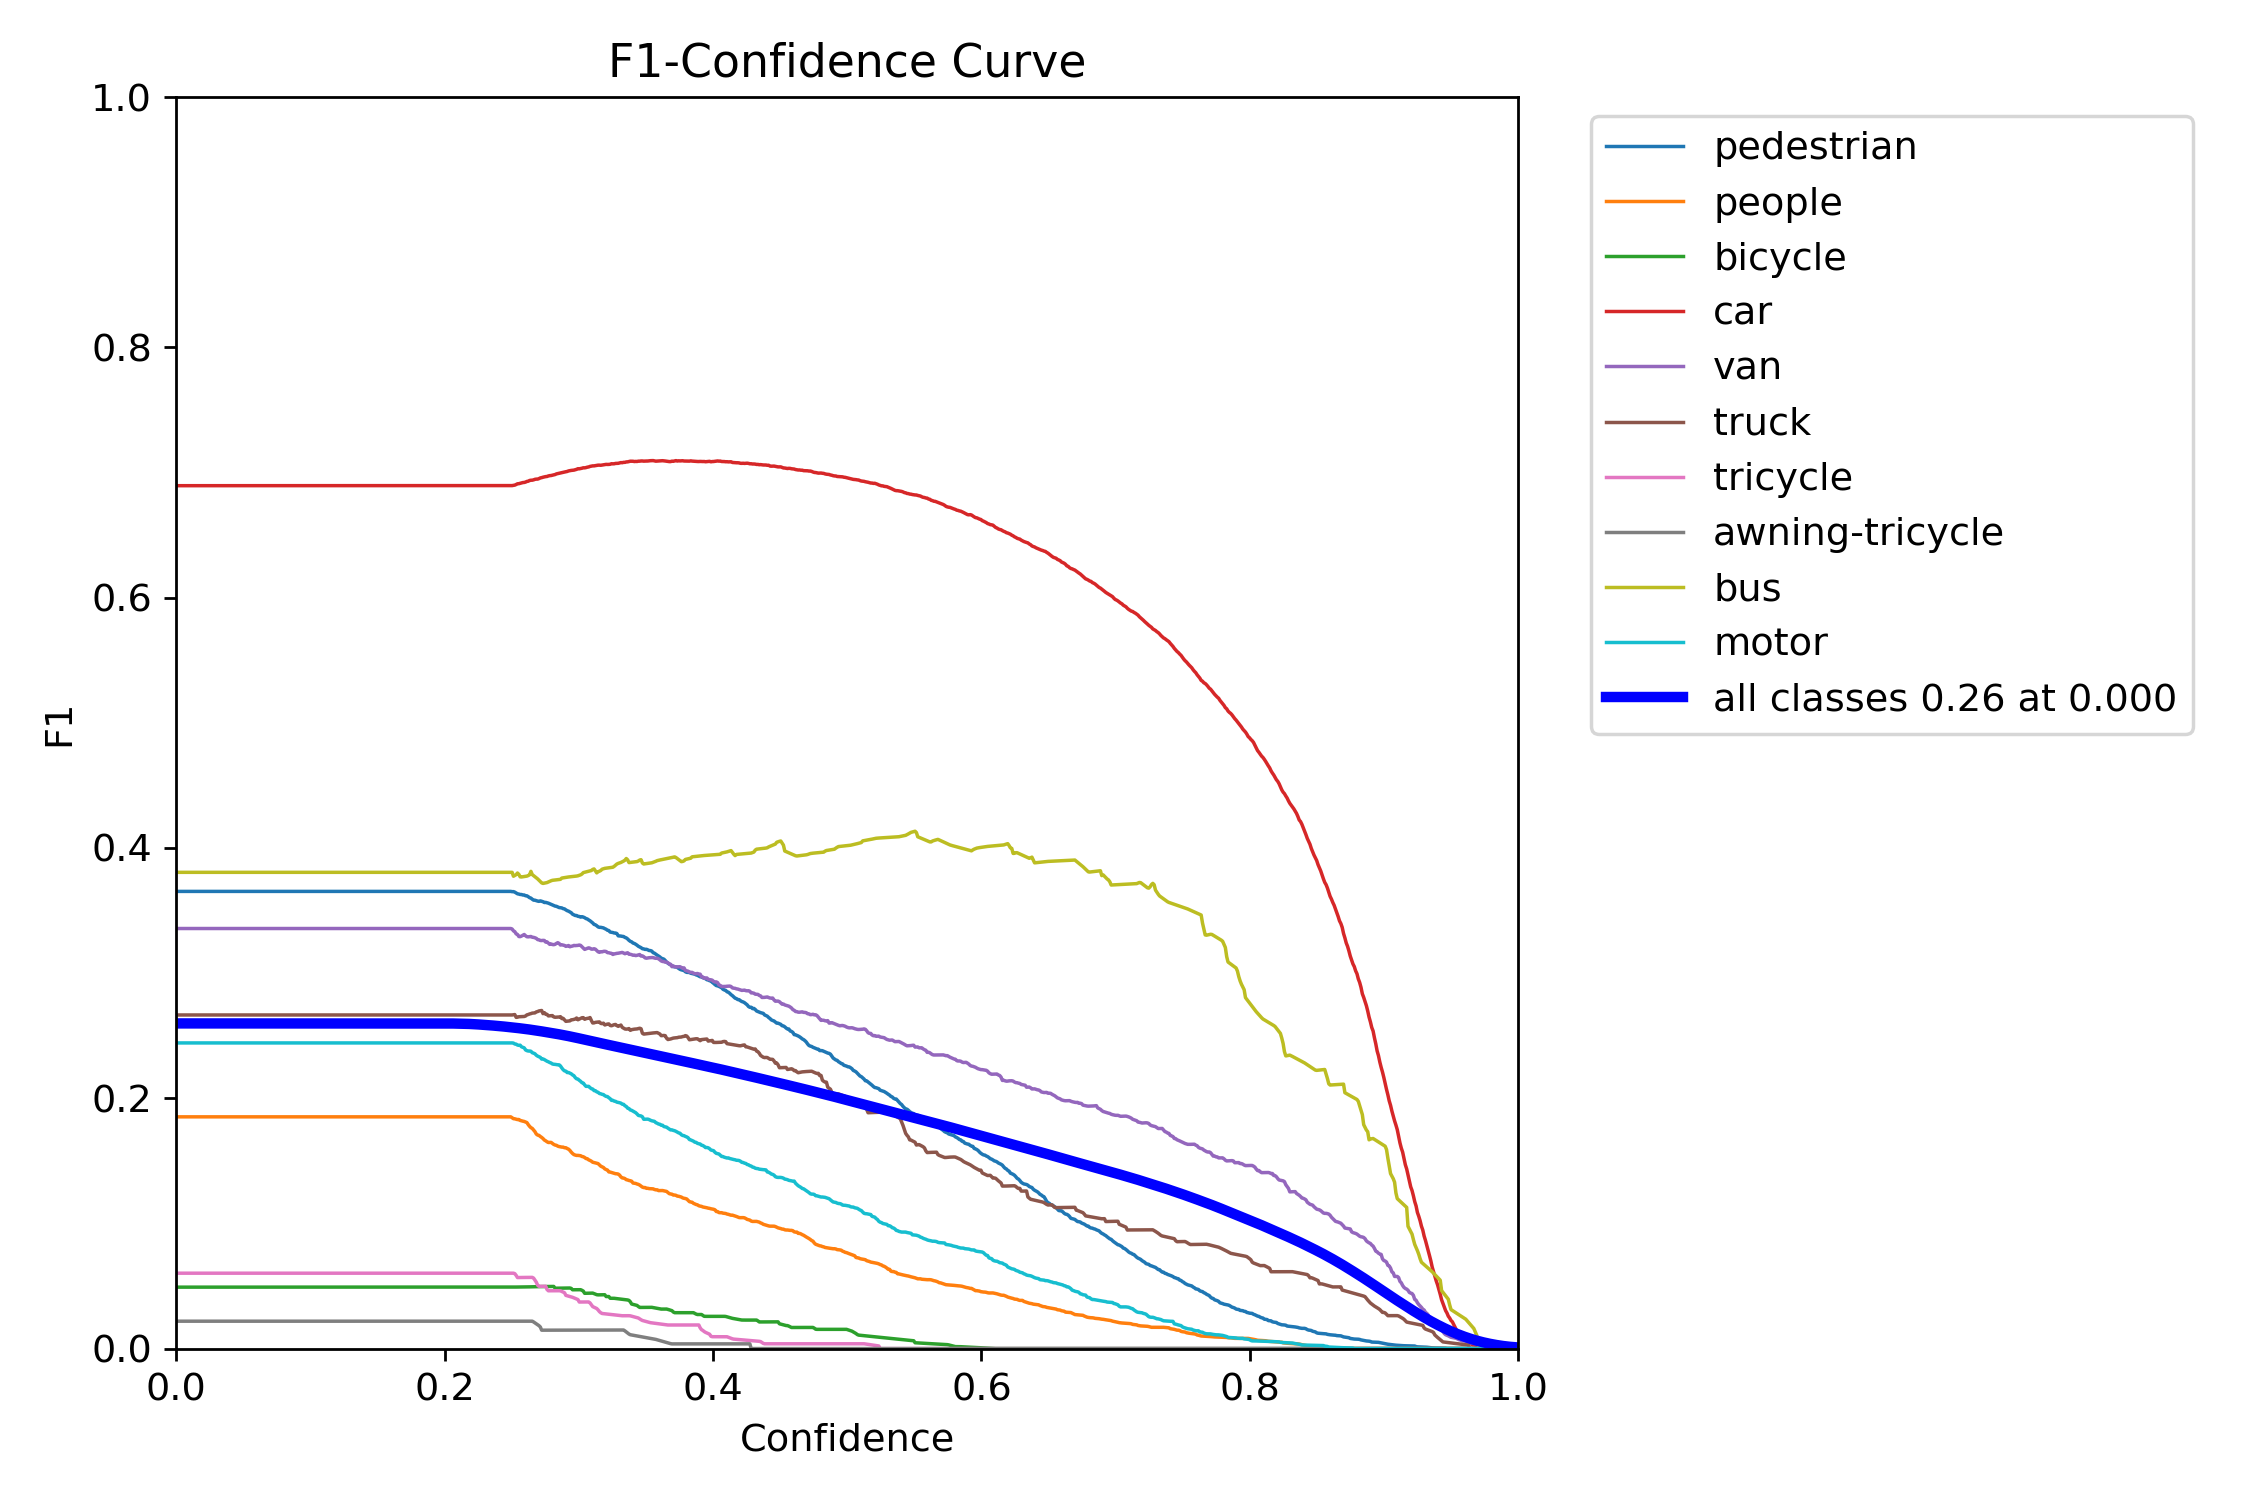 F1-Confidence Curve
1.0
0.8
0.6
0.4
0.2
0.0
F1
0.0 0.2 0.4 0.6 0.8 1.0
Confidence
pedestrian
people
bicycle
car
van
truck
tricycle
awning-tricycle
bus
motor
all classes 0.26 at 0.000